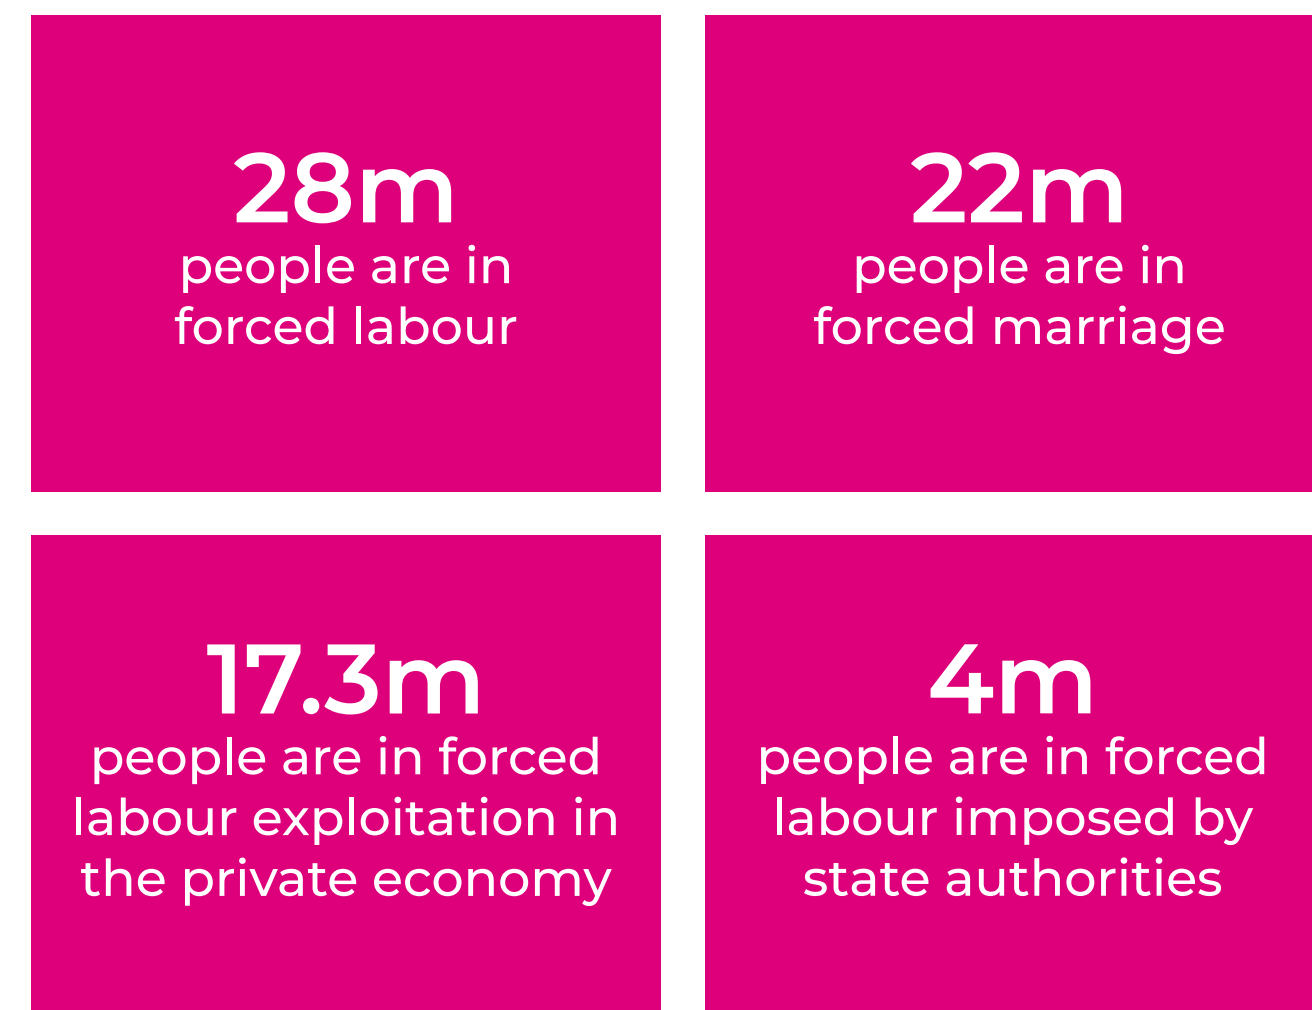 28m
people are in
forced labour
22m
people are in
forced marriage
17.3m
people are in forced
labour exploitation in
the private economy
4m
people are in forced
labour imposed by
state authorities